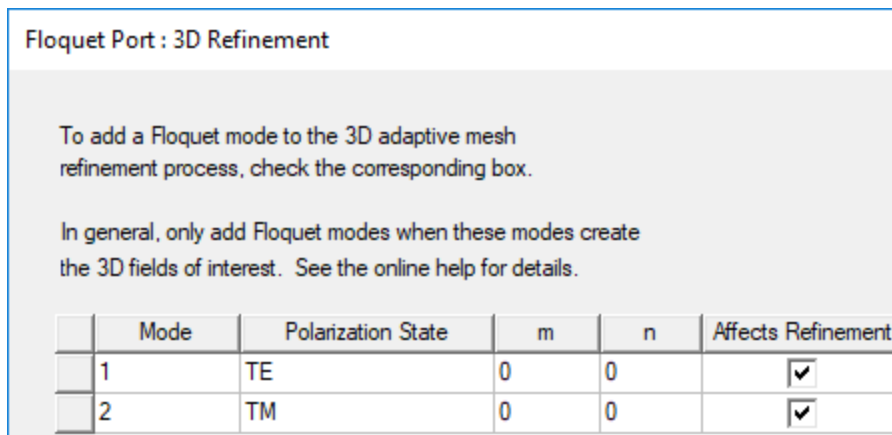 Floquet Port : 3D Refinement
To add a Floquet mode to the 3D adaptive mesh
refinement process, check the corresponding box.
In general, only add Floquet modes when these modes create
the 3D fields of interest.  See the online help for details.
Mode Polarization State m n Affects Refinement
1 TE 0 0
2 TM 0 0